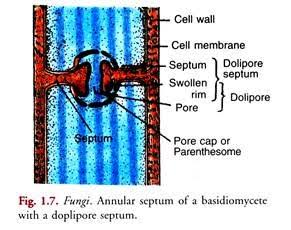 Cell wall
Cell membrane
Septum
Dolipore
septum
Swollen
rim
Dolipore
Pore
Septum
Pore cap or
Parenthesome
Fig. 1.7. Fungi. Annular septum of a basidiomycete
with a doplipore septum.